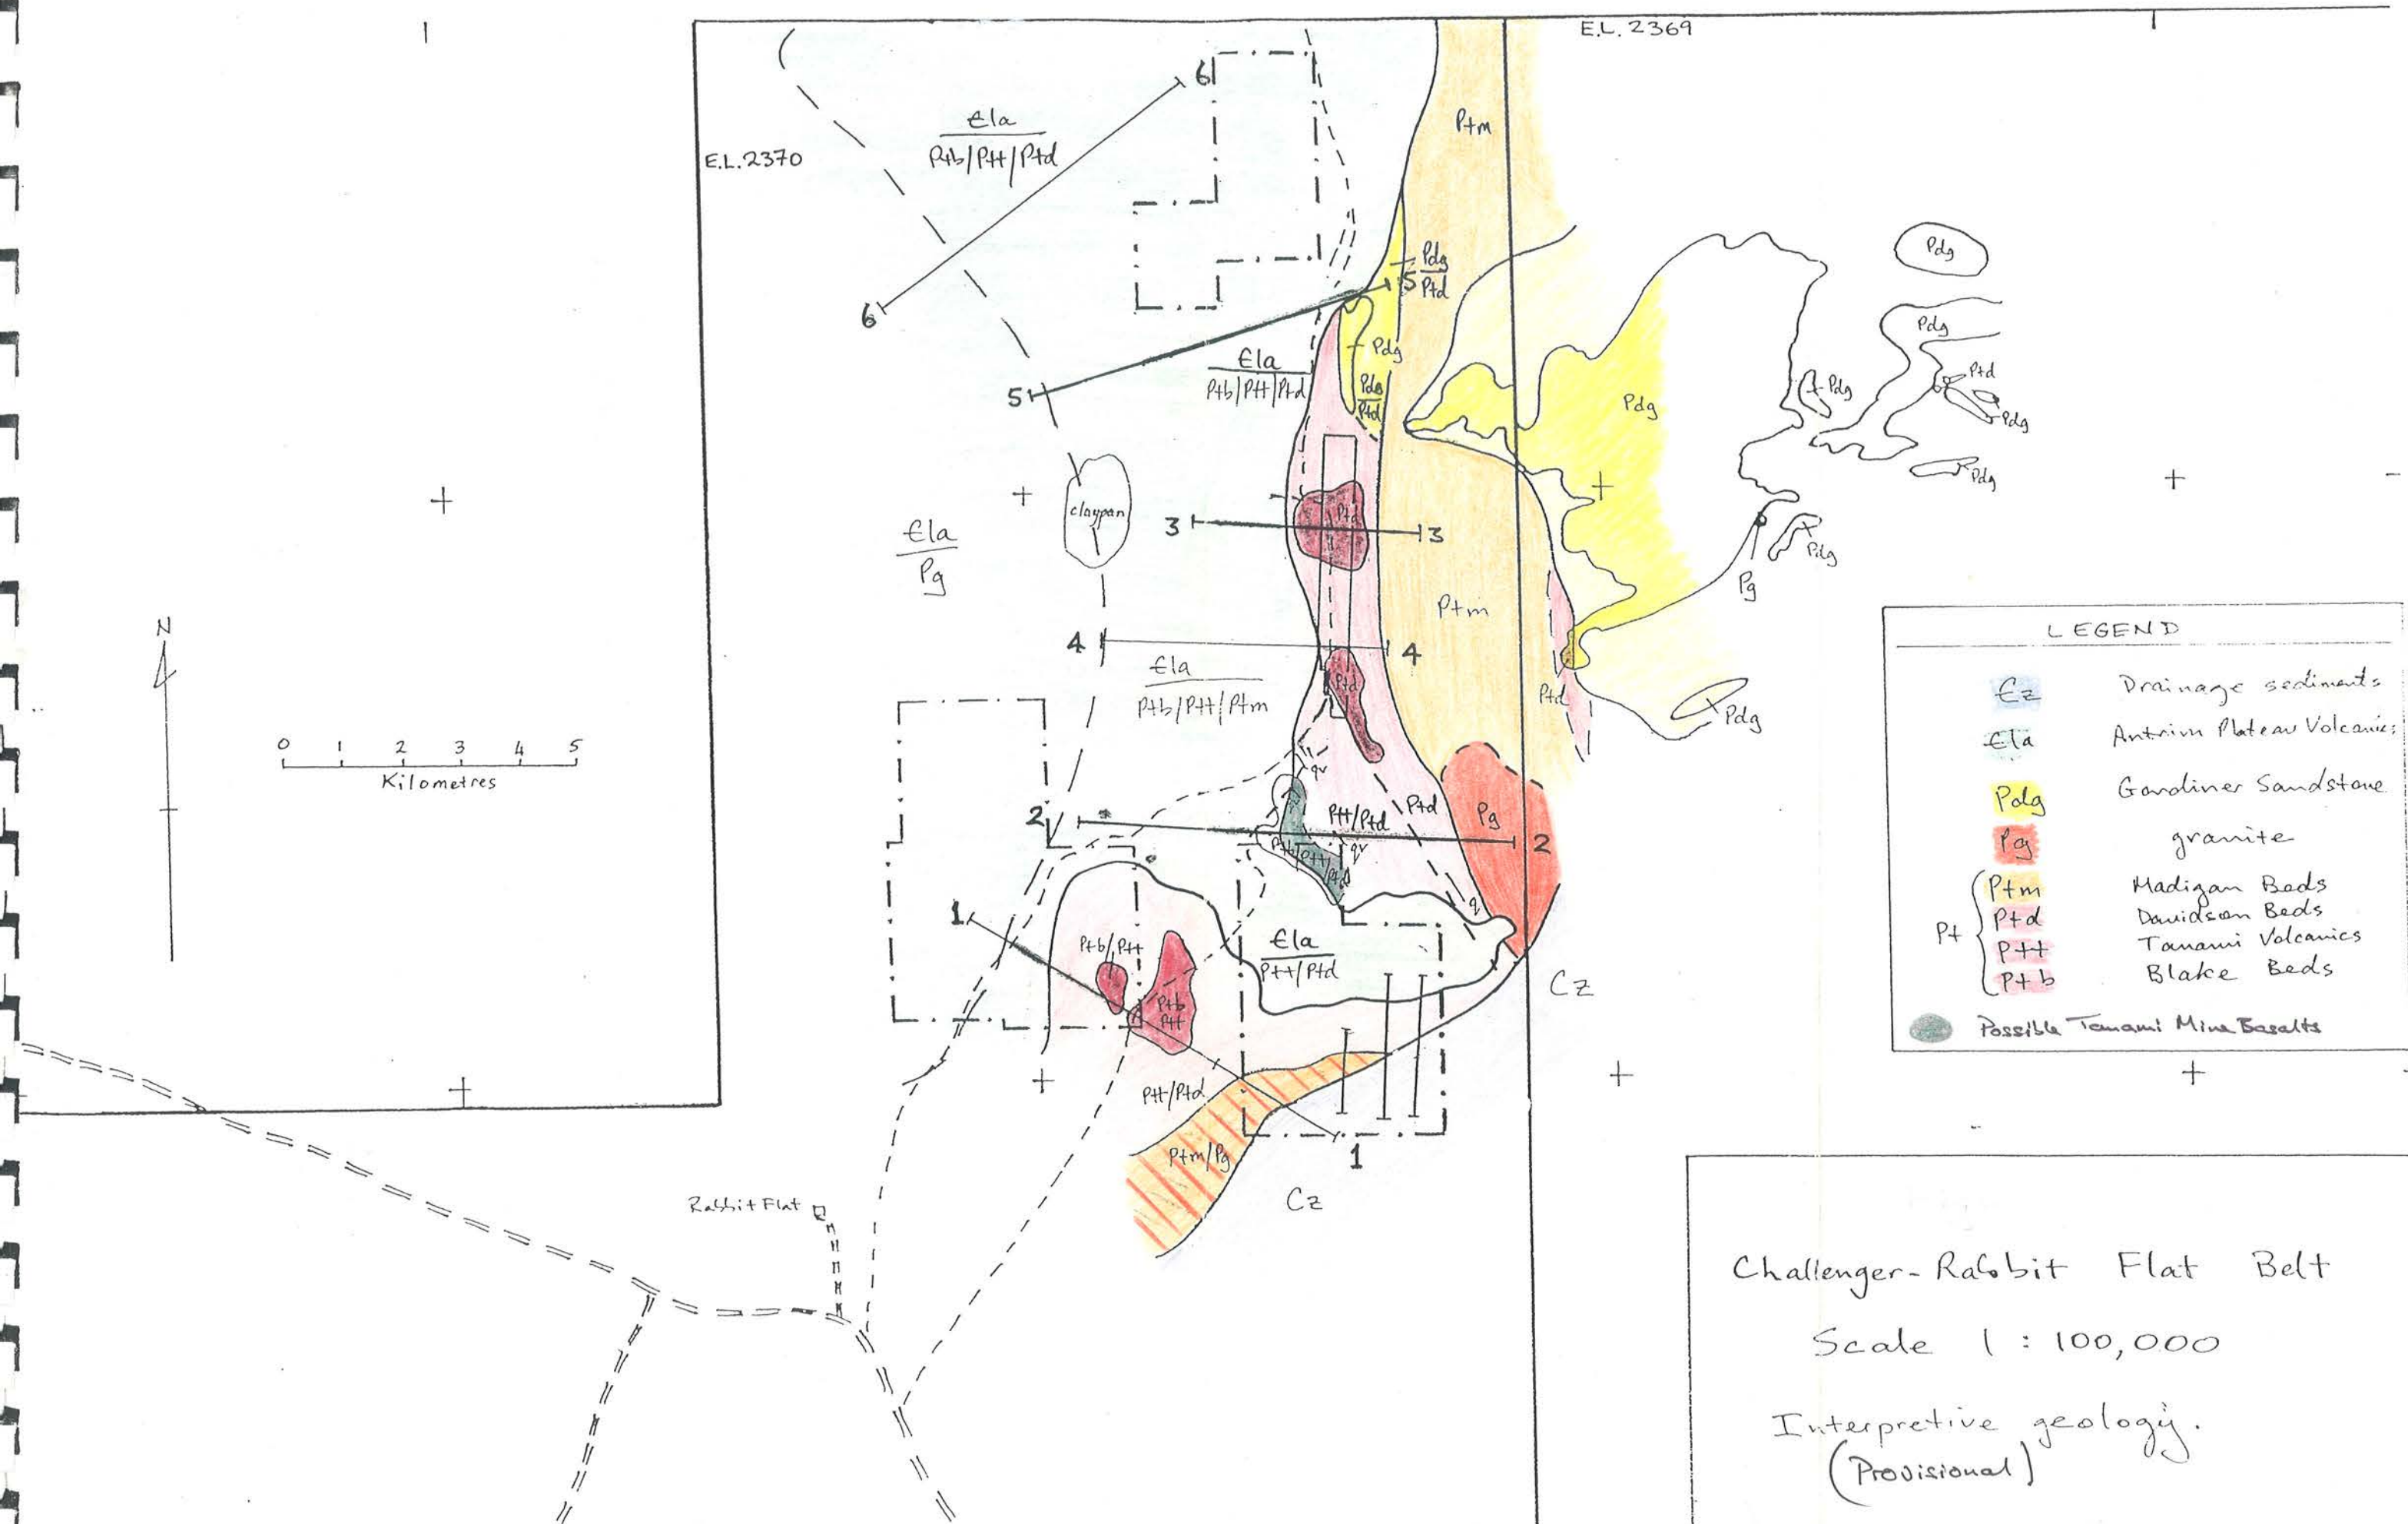 E.L. 2369
E.L. 2370
6
Єla
Ptb/Ptt/Ptd
6
Ptm
Pdg
Ptd
5
5
Єla
Ptb/Ptt/Ptd
Pdg
Pdg
Ptd
Pdg
Pdg
Pdg
Pdg
Ptd
Pdg
Pdg
Pdg
Pg
claypan
Єla
Pg
3
Ptd
3
Ptm
4
4
Єla
Ptb/Ptt/Ptm
Ptd
Ptd
Pdg
qv
2
Ptt/Ptd
Ptd
Pg
2
Ptb/Ptt/Ptd
qv
q
1
Ptb/Ptt
Ptb
Ptt
Єla
Ptt/Ptd
Cz
Ptt/Ptd
Ptm/Pg
1
Cz
Rabbit Flat
N
0 1 2 3 4 5
Kilometres
LEGEND
Єz Drainage sediments
Єla Antrim Plateau Volcanics
Pdg Gardiner Sandstone
Pg granite
Pt
Ptm Madigan Beds
Ptd Davidson Beds
Ptt Tanami Volcanics
Ptb Blake Beds
Possible Tanami Mine Basalts
Challenger-Rabbit Flat Belt
Scale 1 : 100,000
Interpretive geology.
(Provisional)